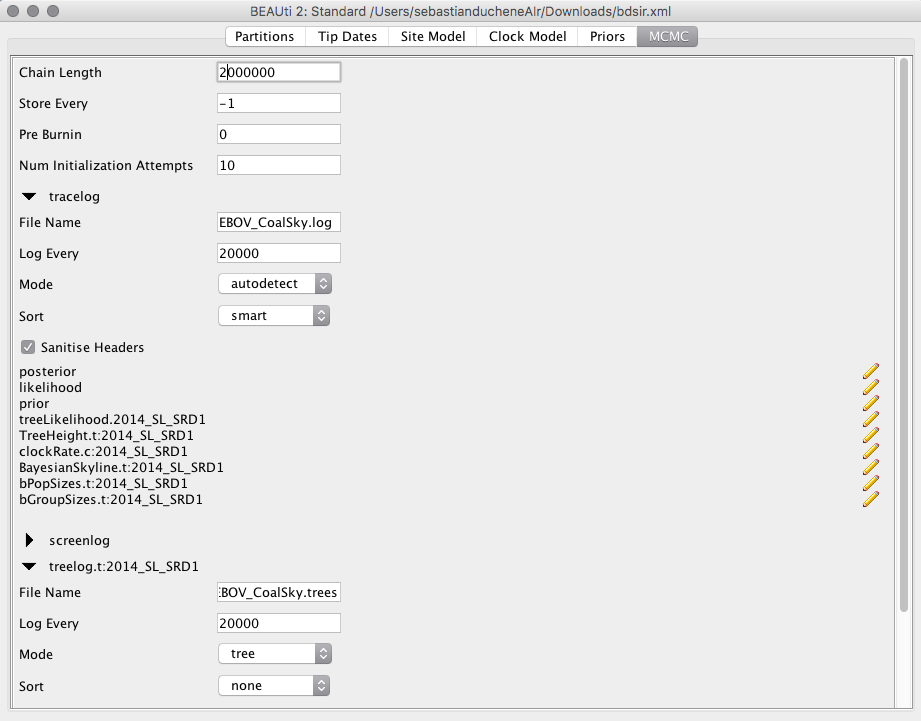 BEAUti 2: Standard /Users/sebastianducheneAIr/Downloads/bdsir.xml
Partitions Tip Dates Site Model Clock Model Priors MCMC
Chain Length 2000000
Store Every -1
Pre Burnin 0
Num Initialization Attempts 10
tracelog
File Name EBOV_CoalSky.log
Log Every 20000
Mode autodetect
Sort smart
Sanitise Headers
posterior
likelihood
prior
treeLikelihood.2014_SL_SRD1
TreeHeight.t:2014_SL_SRD1
clockRate.c:2014_SL_SRD1
BayesianSkyline.t:2014_SL_SRD1
bPopSizes.t:2014_SL_SRD1
bGroupSizes.t:2014_SL_SRD1
screenlog
treelog.t:2014_SL_SRD1
File Name EBOV_CoalSky.trees
Log Every 20000
Mode tree
Sort none